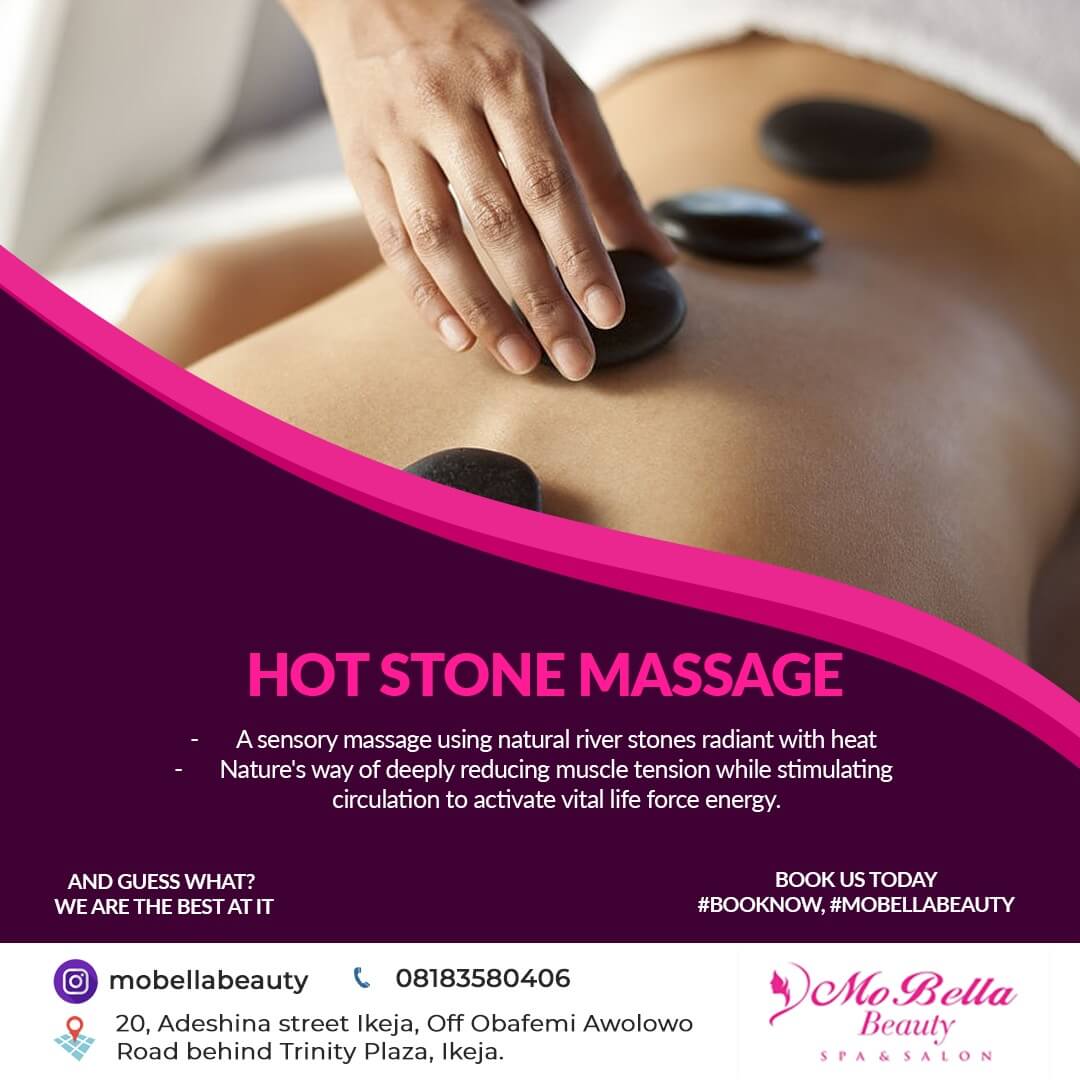 HOT STONE MASSAGE
- A sensory massage using natural river stones radiant with heat
- Nature's way of deeply reducing muscle tension while stimulating
circulation to activate vital life force energy.
AND GUESS WHAT?
WE ARE THE BEST AT IT
BOOK US TODAY
#BOOKNOW, #MOBELLABEAUTY
mobellabeauty
08183580406
20, Adeshina street Ikeja, Off Obafemi Awolowo
Road behind Trinity Plaza, Ikeja.
MoBella
Beauty
SPA & SALON